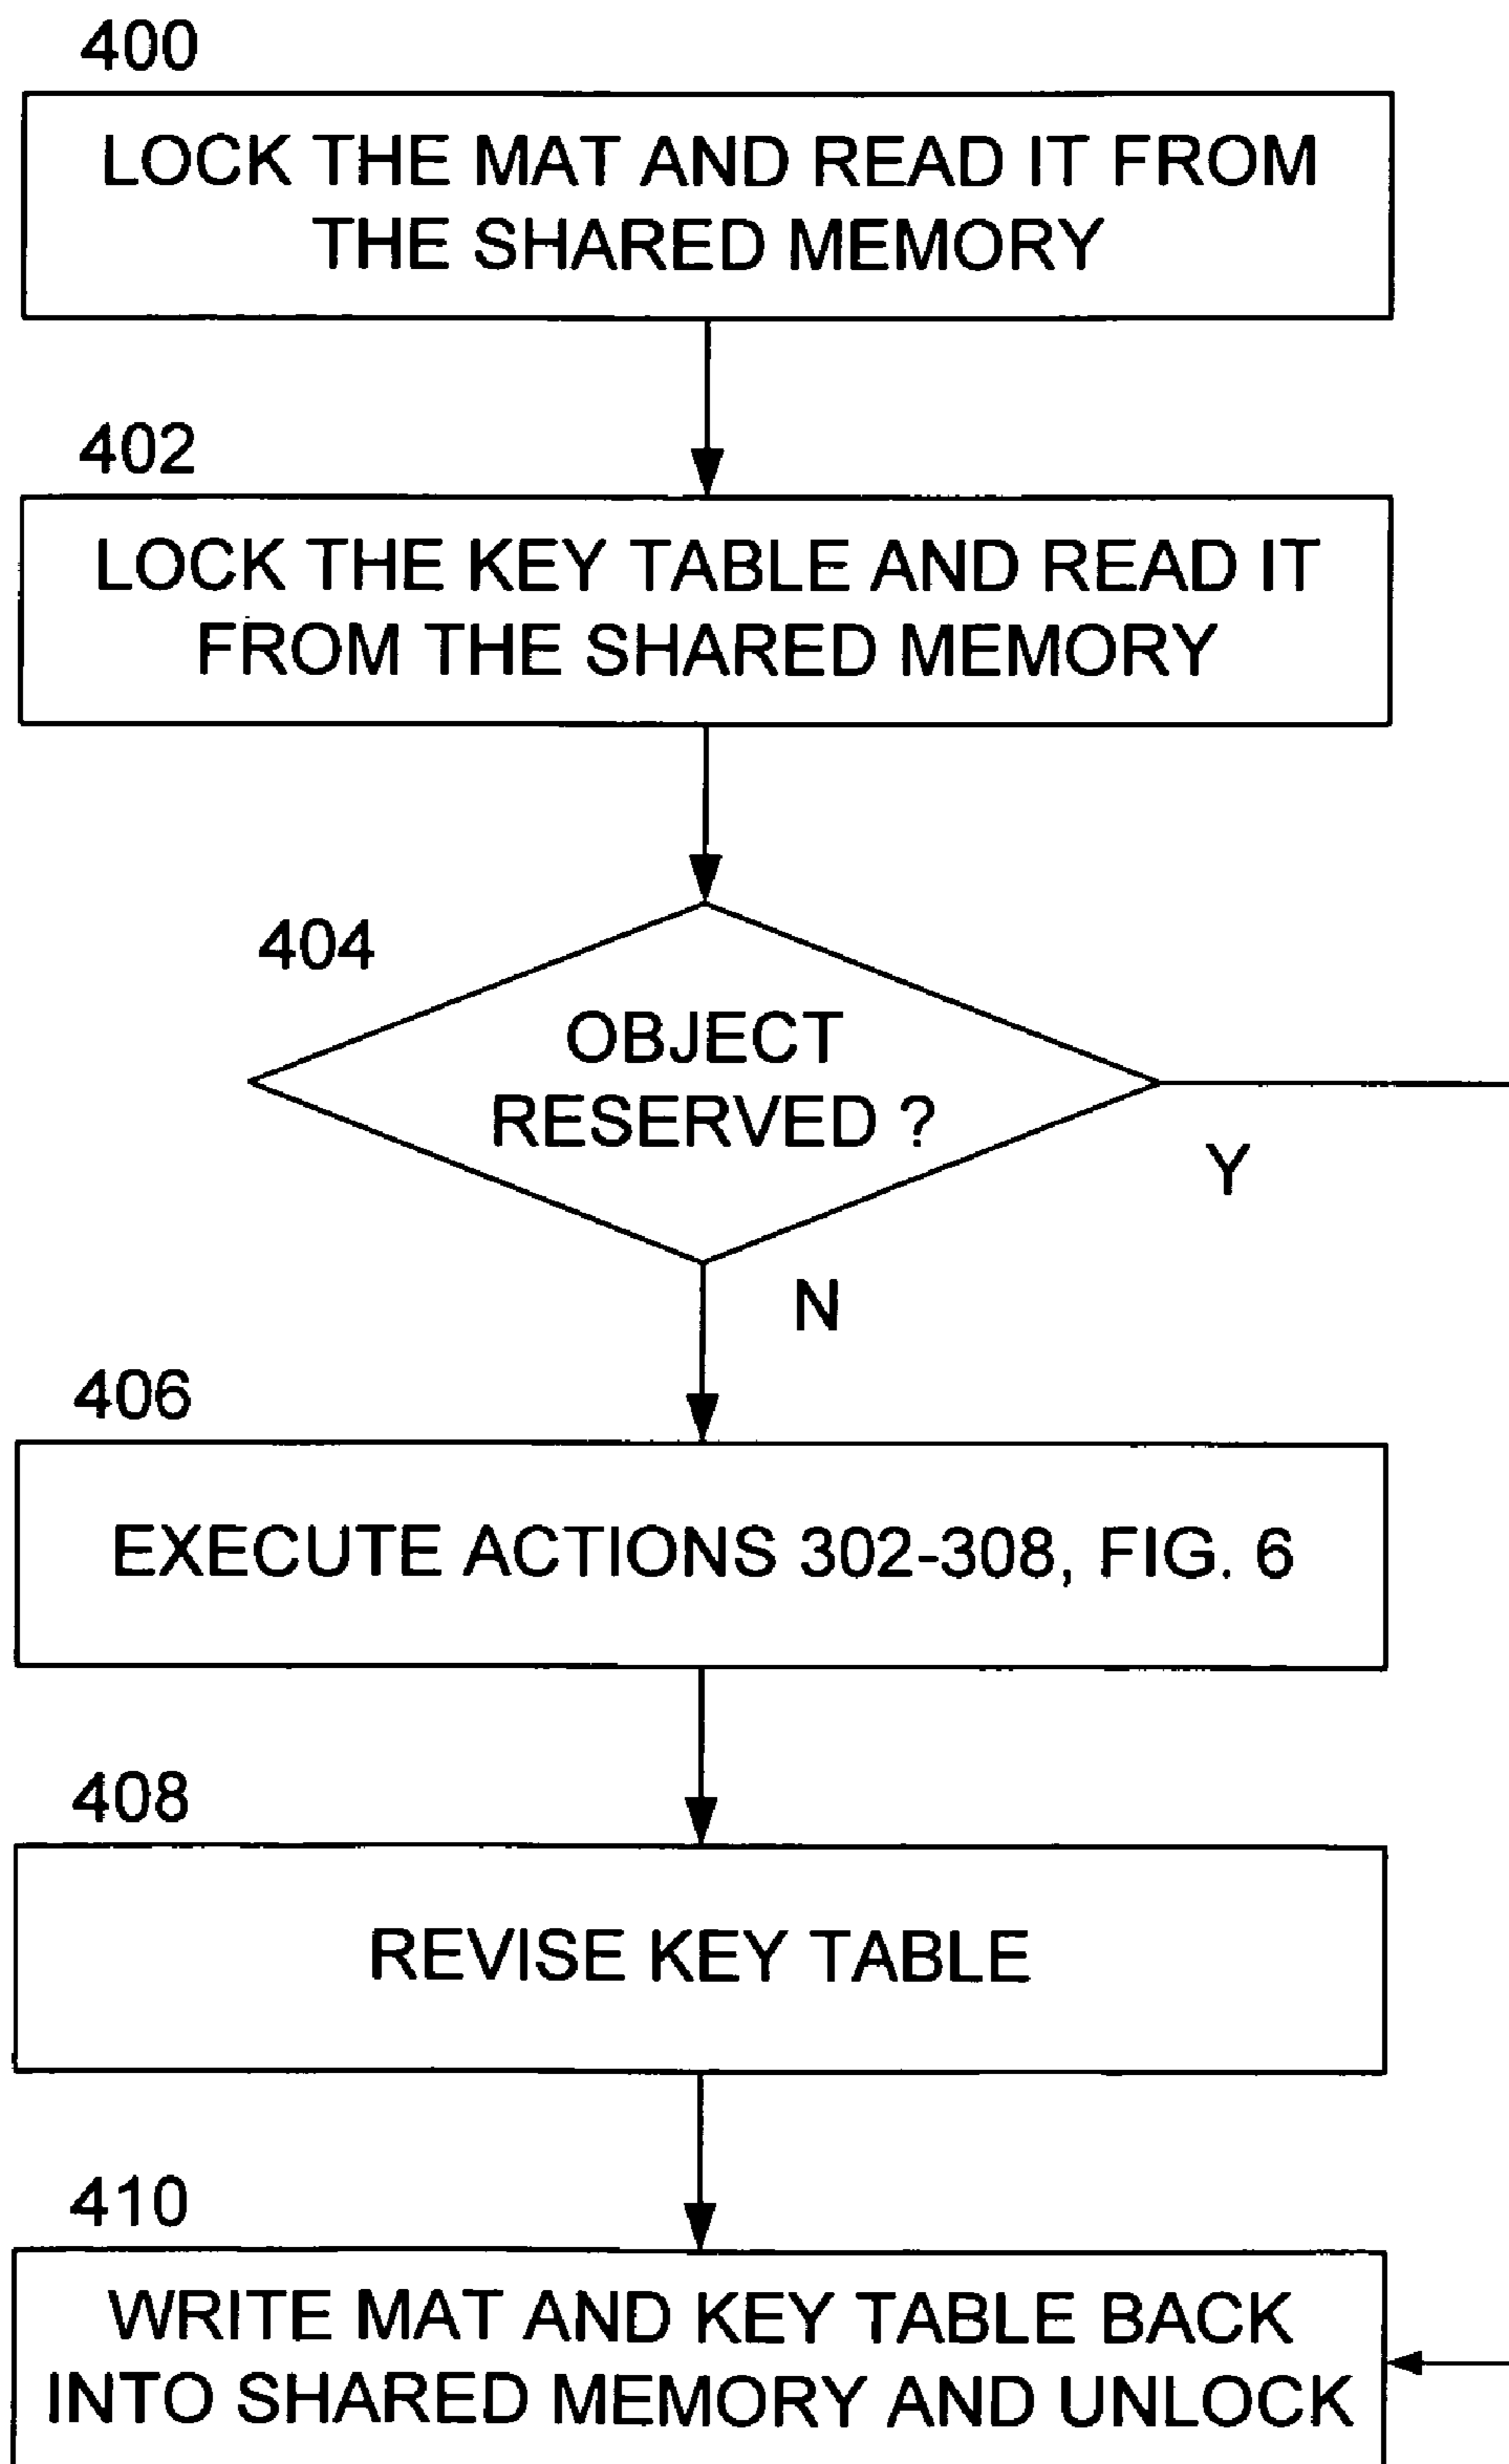 400
LOCK THE MAT AND READ IT FROM
THE SHARED MEMORY
402
LOCK THE KEY TABLE AND READ IT
FROM THE SHARED MEMORY
404
OBJECT
RESERVED ?
Y
N
406
EXECUTE ACTIONS 302-308, FIG. 6
408
REVISE KEY TABLE
410
WRITE MAT AND KEY TABLE BACK
INTO SHARED MEMORY AND UNLOCK